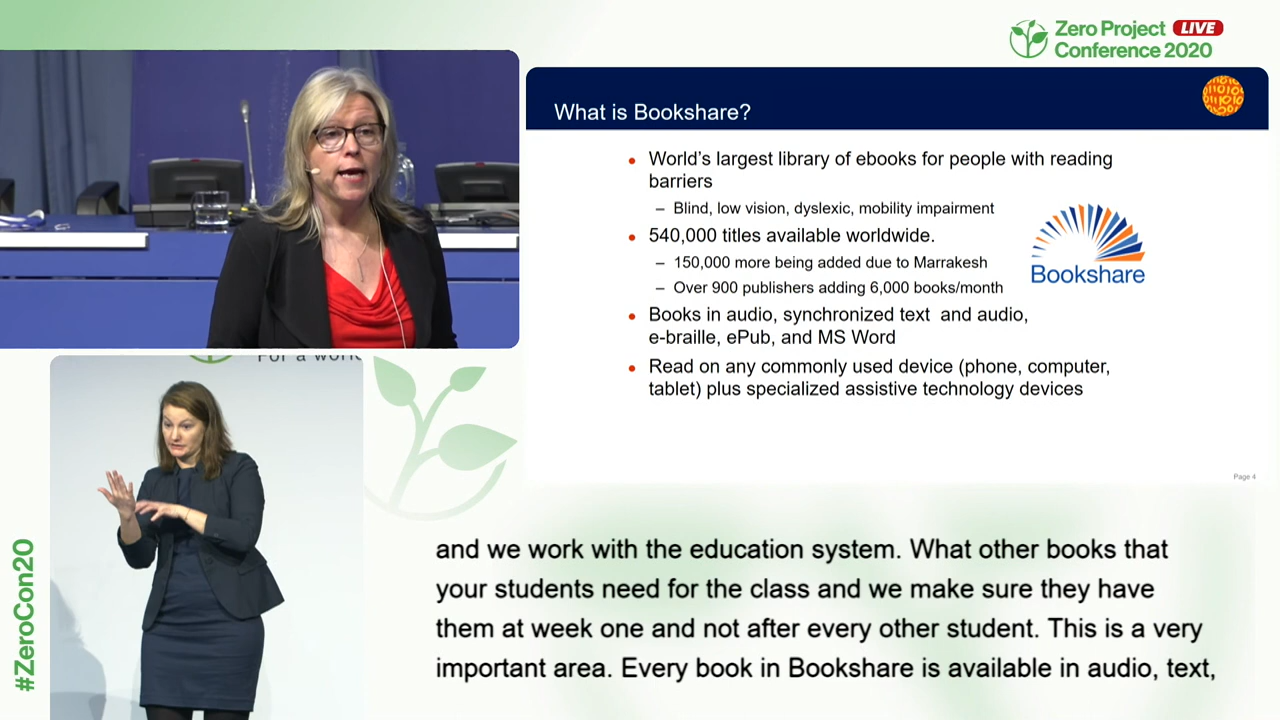 Zero Project LIVE
Conference 2020
What is Bookshare?
• World's largest library of ebooks for people with reading
barriers
– Blind, low vision, dyslexic, mobility impairment
• 540,000 titles available worldwide.
– 150,000 more being added due to Marrakesh
– Over 900 publishers adding 6,000 books/month
• Books in audio, synchronized text and audio,
e-braille, ePub, and MS Word
• Read on any commonly used device (phone, computer,
tablet) plus specialized assistive technology devices
Bookshare
Page 4
For a
#ZeroCon20
and we work with the education system. What other books that
your students need for the class and we make sure they have
them at week one and not after every other student. This is a very
important area. Every book in Bookshare is available in audio, text,